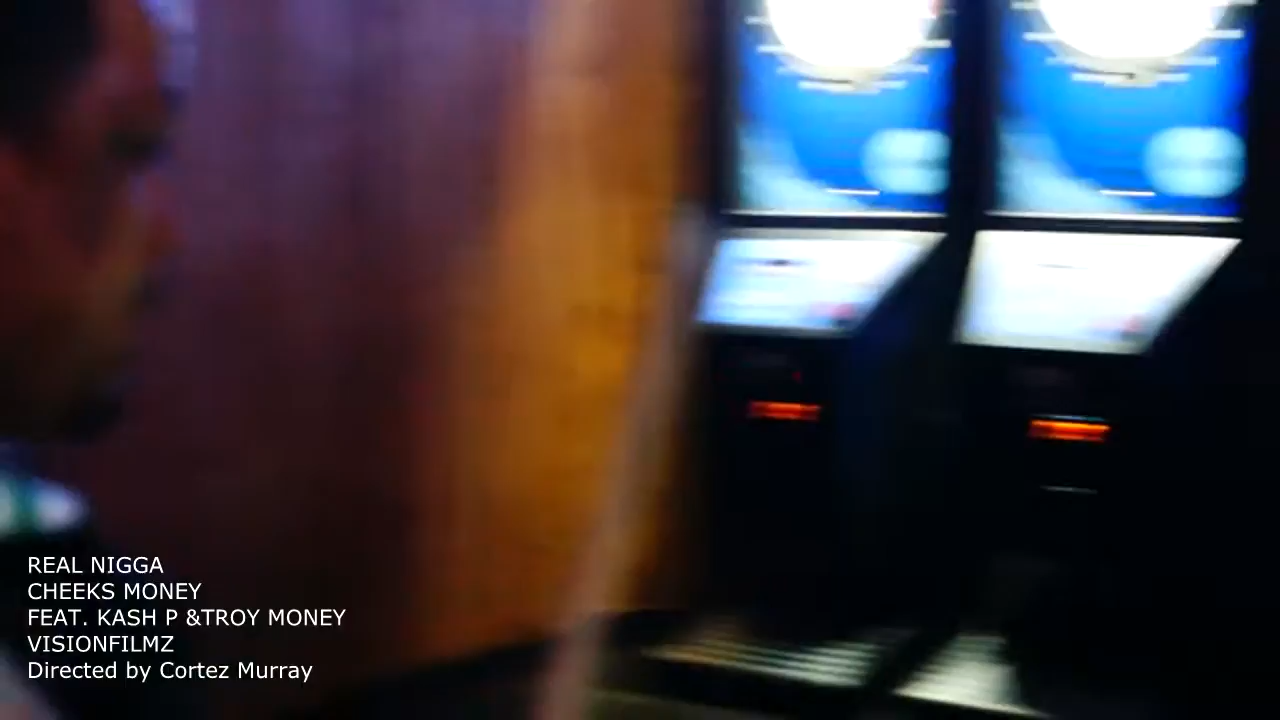 REAL NIGGA
CHEEKS MONEY
FEAT. KASH P &TROY MONEY
VISIONFILMZ
Directed by Cortez Murray